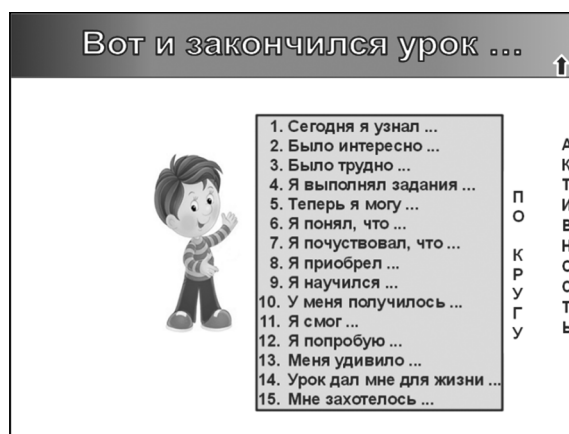 Вот и закончился урок ...
1. Сегодня я узнал ...
2. Было интересно ...
3. Было трудно ...
4. Я выполнял задания ...
5. Теперь я могу ...
6. Я понял, что ...
7. Я почуствовал, что ...
8. Я приобрел ...
9. Я научился ...
10. У меня получилось ...
11. Я смог ...
12. Я попробую ...
13. Меня удивило ...
14. Урок дал мне для жизни ...
15. Мне захотелось ...
ПО КРУГУ
АКТИВНОСТЬ